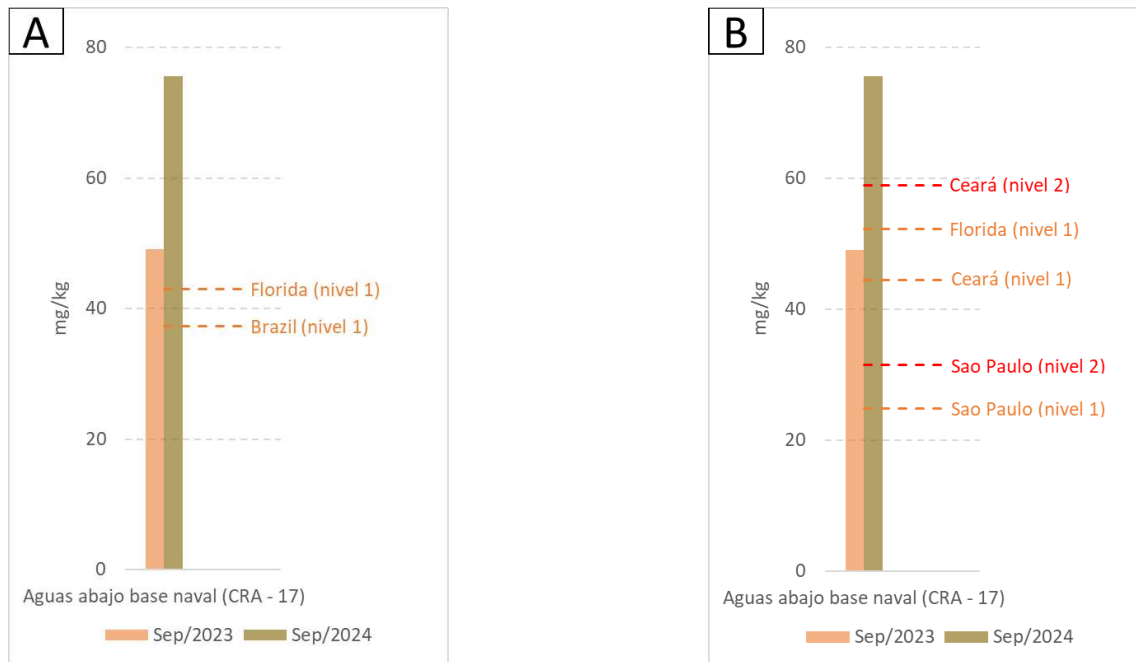 A
80
60
40
20
0
mg/kg
Florida (nivel 1)
Brazil (nivel 1)
Aguas abajo base naval (CRA - 17)
Sep/2023 Sep/2024
B
80
60
40
20
0
mg/kg
Ceará (nivel 2)
Florida (nivel 1)
Ceará (nivel 1)
Sao Paulo (nivel 2)
Sao Paulo (nivel 1)
Aguas abajo base naval (CRA - 17)
Sep/2023 Sep/2024